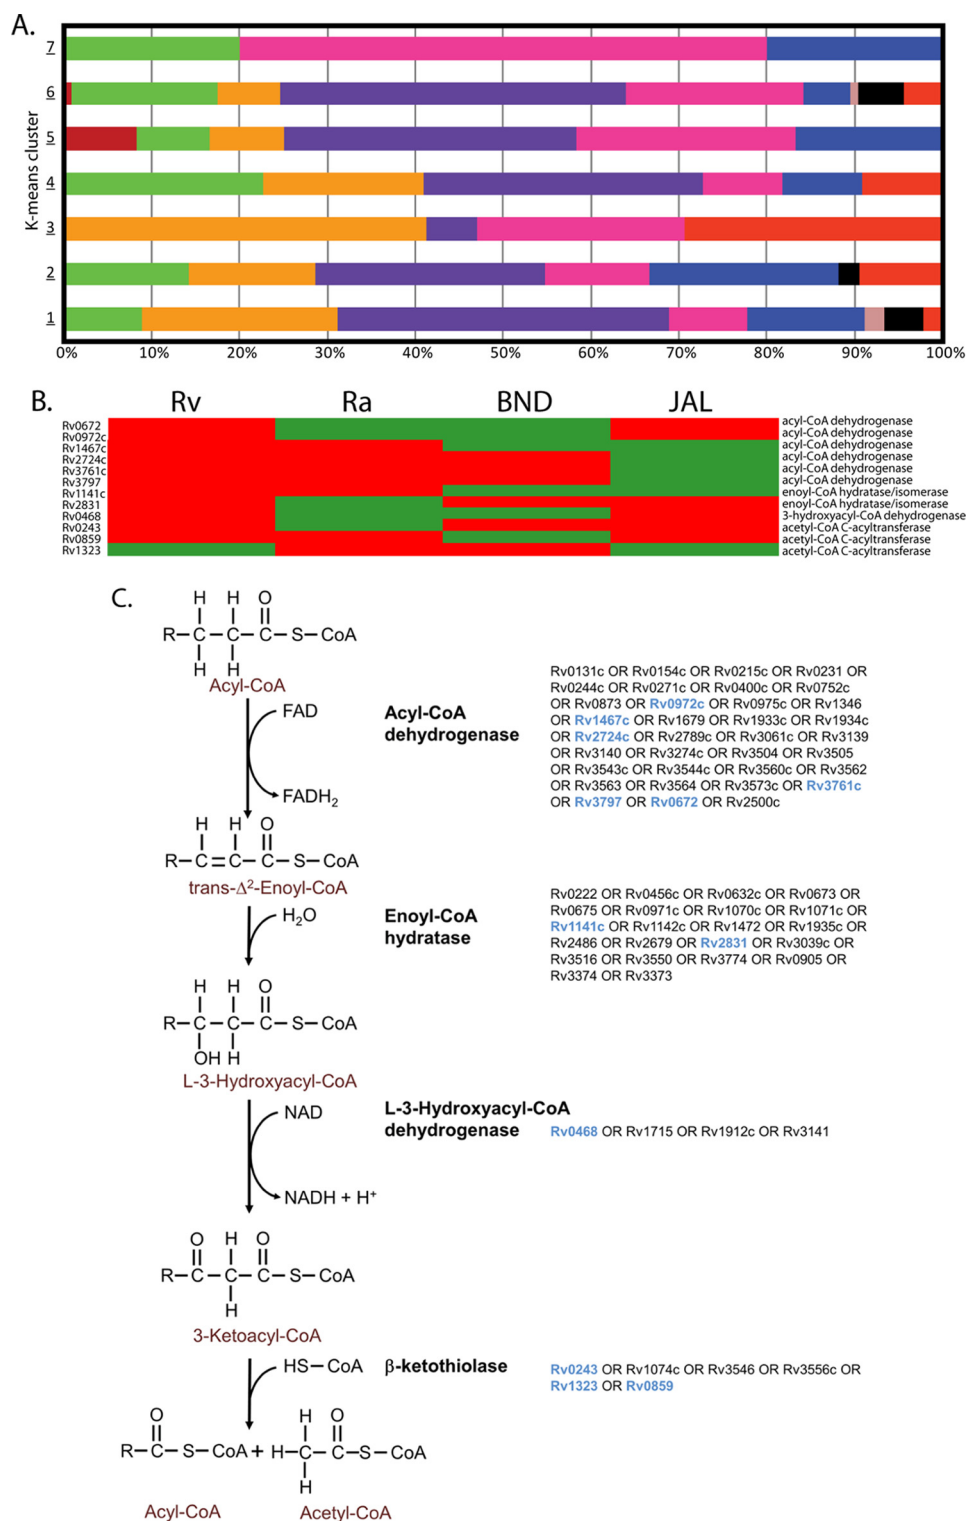 A.
K-means cluster
7
6
5
4
3
2
1
0% 10% 20% 30% 40% 50% 60% 70% 80% 90% 100%
B.
Rv Ra BND JAL
Rv0672 acyl-CoA dehydrogenase
Rv0972c acyl-CoA dehydrogenase
Rv1467c acyl-CoA dehydrogenase
Rv2724c acyl-CoA dehydrogenase
Rv3761c acyl-CoA dehydrogenase
Rv3797 acyl-CoA dehydrogenase
Rv1141c enoyl-CoA hydratase/isomerase
Rv2831 enoyl-CoA hydratase/isomerase
Rv0468 3-hydroxyacyl-CoA dehydrogenase
Rv0243 acetyl-CoA C-acyltransferase
Rv0859 acetyl-CoA C-acyltransferase
Rv1323 acetyl-CoA C-acyltransferase
C.
H H O
R–C–C–C–S–CoA
H H
Acyl-CoA
FAD
FADH₂
Acyl-CoA
dehydrogenase
Rv0131c OR Rv0154c OR Rv0215c OR Rv0231 OR
Rv0244c OR Rv0271c OR Rv0400c OR Rv0752c
OR Rv0873 OR Rv0972c OR Rv0975c OR Rv1346
OR Rv1467c OR Rv1679 OR Rv1933c OR Rv1934c
OR Rv2724c OR Rv2789c OR Rv3061c OR Rv3139
OR Rv3140 OR Rv3274c OR Rv3504 OR Rv3505
OR Rv3543c OR Rv3544c OR Rv3560c OR Rv3562
OR Rv3563 OR Rv3564 OR Rv3573c OR Rv3761c
OR Rv3797 OR Rv0672 OR Rv2500c
H H O
R–C=C–C–S–CoA
trans-Δ²-Enoyl-CoA
H₂O
Enoyl-CoA
hydratase
Rv0222 OR Rv0456c OR Rv0632c OR Rv0673 OR
Rv0675 OR Rv0971c OR Rv1070c OR Rv1071c OR
Rv1141c OR Rv1142c OR Rv1472 OR Rv1935c OR
Rv2486 OR Rv2679 OR Rv2831 OR Rv3039c OR
Rv3516 OR Rv3550 OR Rv3774 OR Rv0905 OR
Rv3374 OR Rv3373
H H O
R–C–C–C–S–CoA
OH H
L-3-Hydroxyacyl-CoA
NAD
NADH + H⁺
L-3-Hydroxyacyl-CoA
dehydrogenase
Rv0468 OR Rv1715 OR Rv1912c OR Rv3141
O H O
R–C–C–C–S–CoA
H
3-Ketoacyl-CoA
HS–CoA
β-ketothiolase
Rv0243 OR Rv1074c OR Rv3546 OR Rv3556c OR
Rv1323 OR Rv0859
O H O
R–C–S–CoA + H–C–C–S–CoA
H
Acyl-CoA Acetyl-CoA